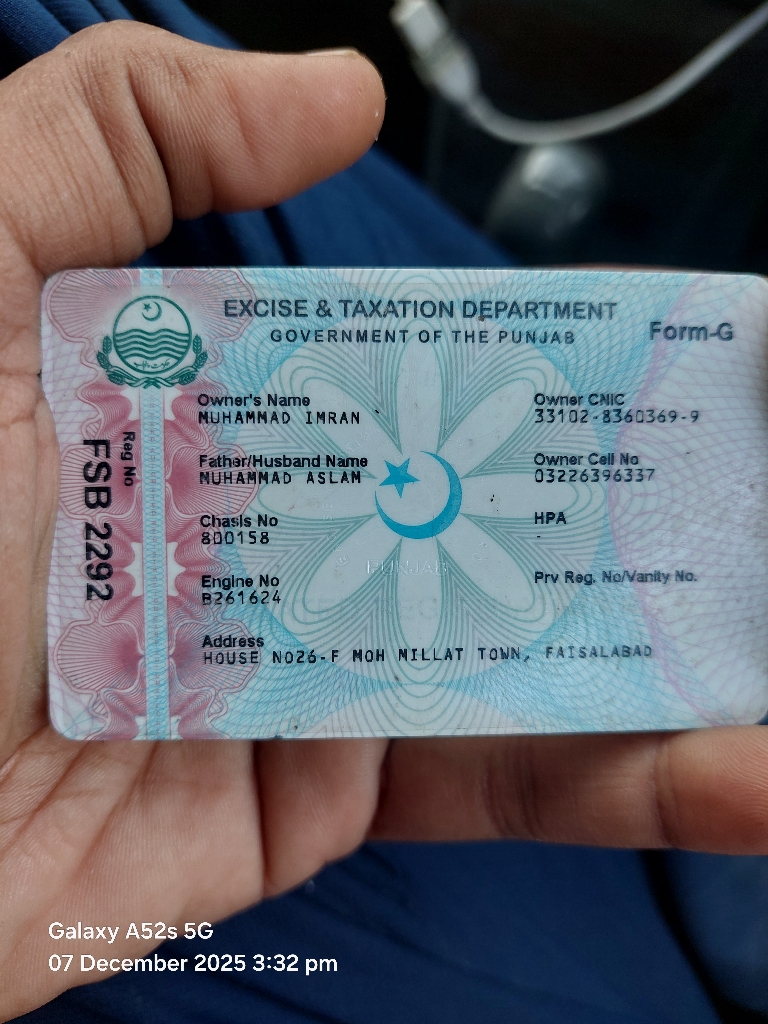 EXCISE & TAXATION DEPARTMENT
GOVERNMENT OF THE PUNJAB
Form-G
Reg No
FSB 2292
Owner's Name
MUHAMMAD IMRAN
Owner CNIC
33102-8360369-9
Father/Husband Name
MUHAMMAD ASLAM
Owner Cell No
03226396337
Chasis No
800158
HPA
-
Engine No
B261624
Prv Reg. No/Vanity No.
Address
HOUSE NO26-F MOH MILLAT TOWN, FAISALABAD
PUNJAB
Galaxy A52s 5G
07 December 2025 3:32 pm